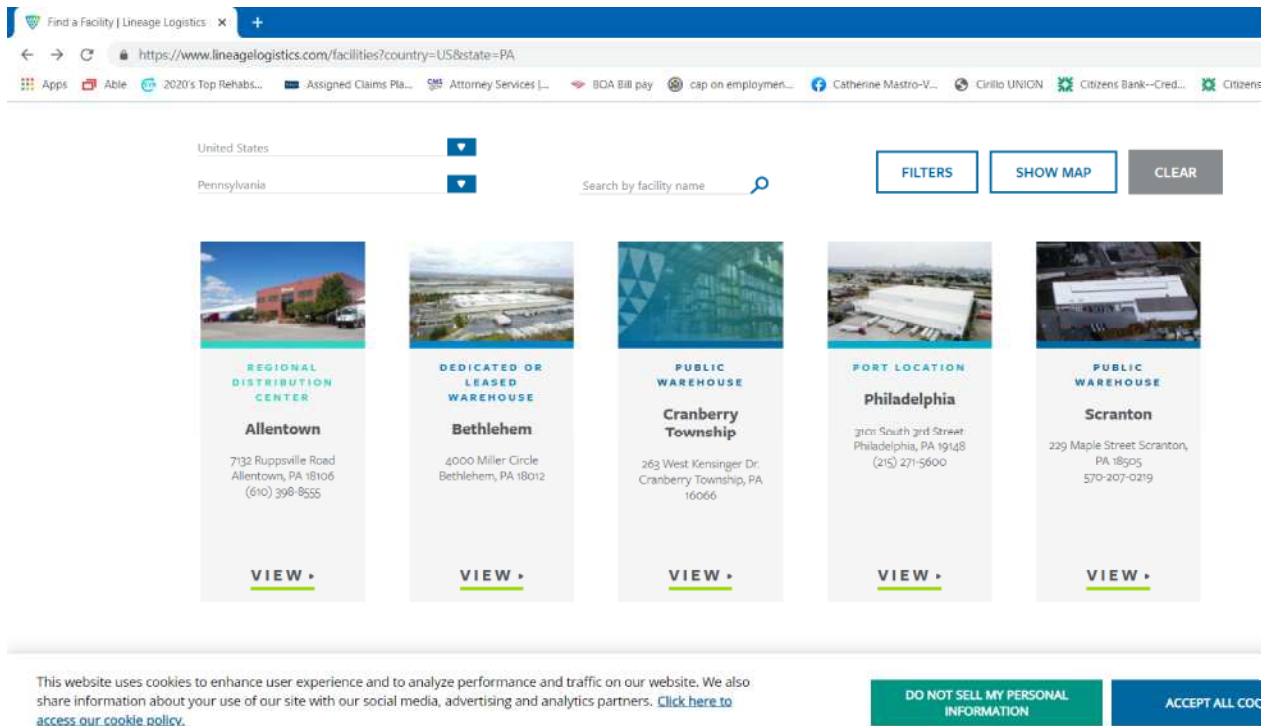 Find a Facility | Lineage Logistics
https://www.lineagelogistics.com/facilities?country=US&state=PA
Apps Able 2020's Top Rehabs... Assigned Claims Pla... Attorney Services |... BOA Bill pay cap on employmen... Catherine Mastro-V... Cirillo UNION Citizens Bank--Cred... Citizens
United States
Pennsylvania
Search by facility name
FILTERS
SHOW MAP
CLEAR
REGIONAL
DISTRIBUTION
CENTER
Allentown
7132 Ruppsville Road
Allentown, PA 18106
(610) 398-8555
VIEW
DEDICATED OR
LEASED
WAREHOUSE
Bethlehem
4000 Miller Circle
Bethlehem, PA 18012
VIEW
PUBLIC
WAREHOUSE
Cranberry
Township
263 West Kensinger Dr.
Cranberry Township, PA
16066
VIEW
PORT LOCATION
Philadelphia
3101 South 3rd Street
Philadelphia, PA 19148
(215) 271-5600
VIEW
PUBLIC
WAREHOUSE
Scranton
229 Maple Street Scranton,
PA 18505
570-207-0219
VIEW
This website uses cookies to enhance user experience and to analyze performance and traffic on our website. We also
share information about your use of our site with our social media, advertising and analytics partners. Click here to
access our cookie policy.
DO NOT SELL MY PERSONAL
INFORMATION
ACCEPT ALL COO